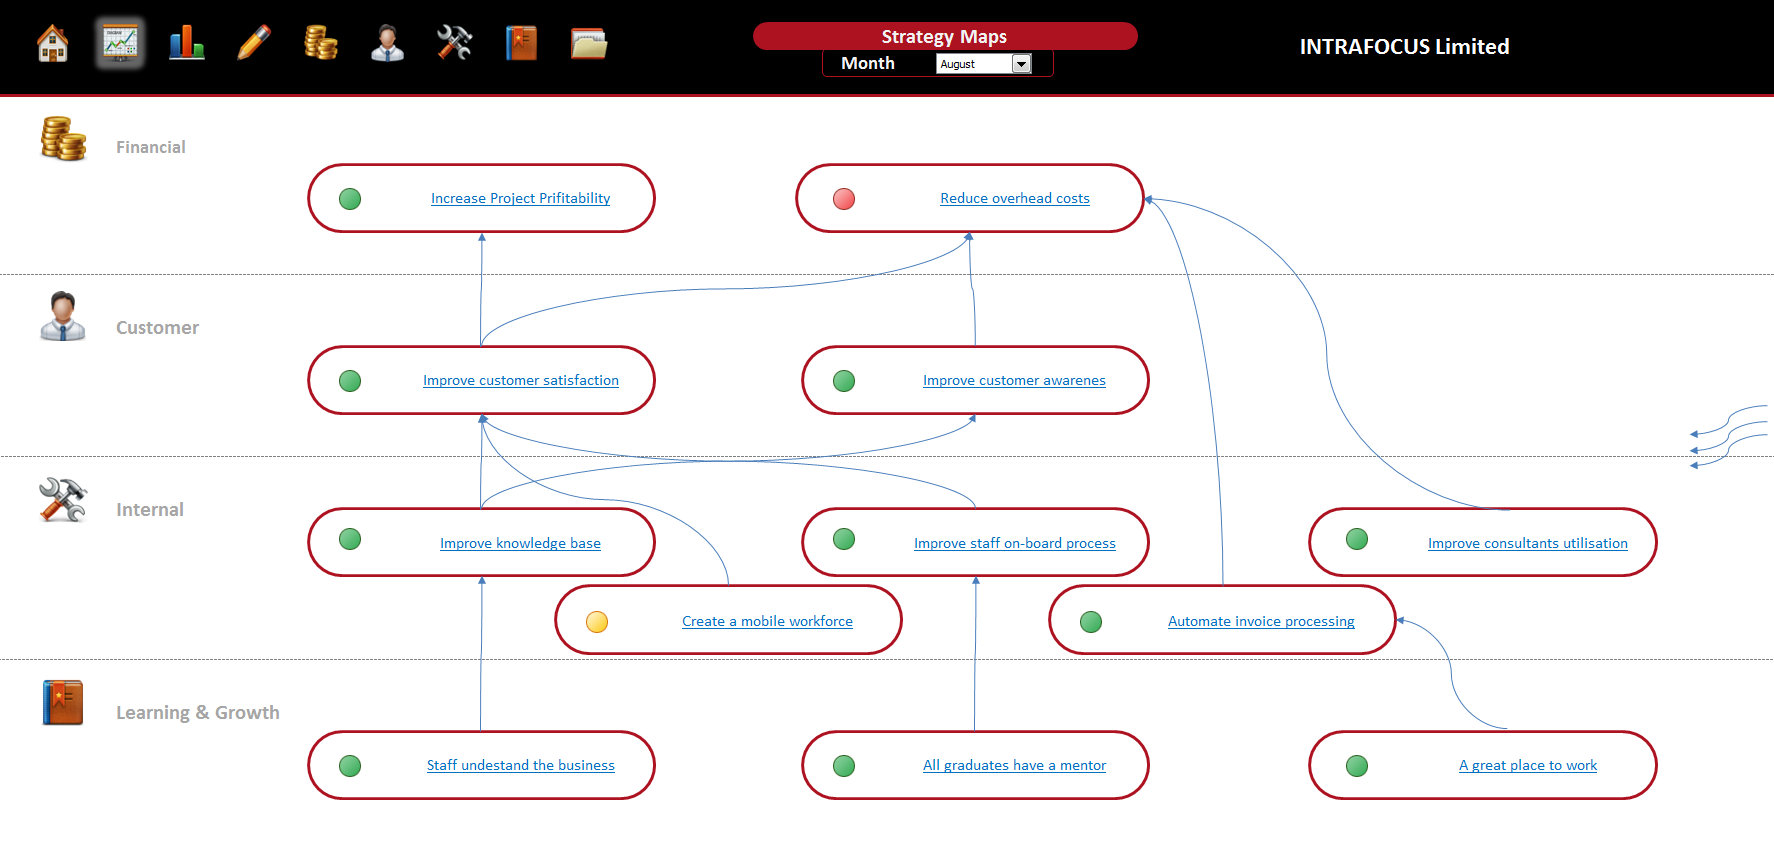 Strategy Maps
Month
August
INTRAFOCUS Limited
Financial
Increase Project Prifitability
Reduce overhead costs
Customer
Improve customer satisfaction
Improve customer awarenes
Internal
Improve knowledge base
Improve staff on-board process
Improve consultants utilisation
Create a mobile workforce
Automate invoice processing
Learning & Growth
Staff undestand the business
All graduates have a mentor
A great place to work